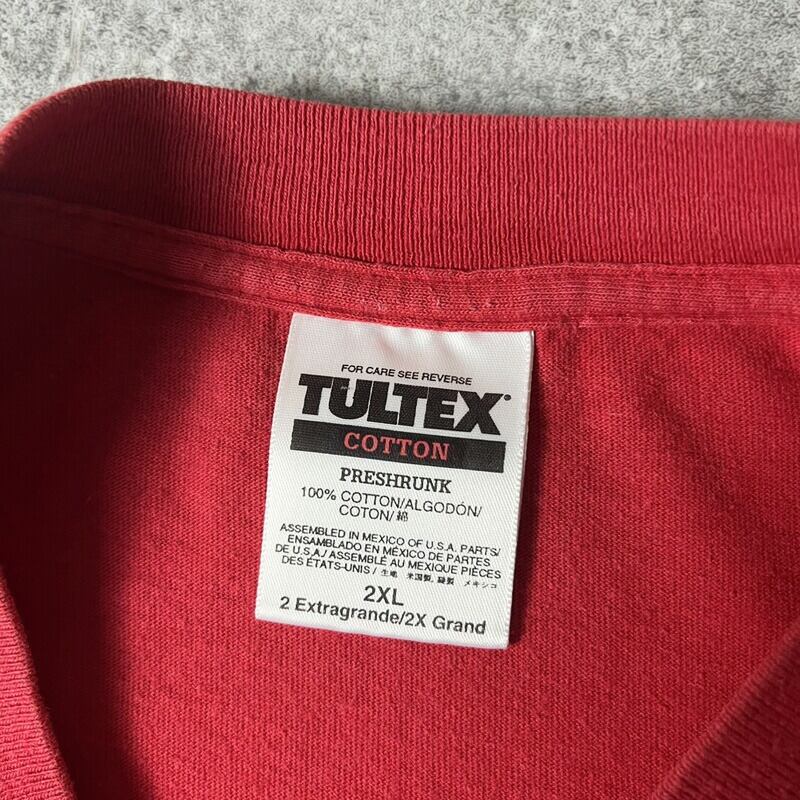 FOR CARE SEE REVERSE
TULTEX®
COTTON
PRESHRUNK
100% COTTON/ALGODÓN/
COTON/綿
ASSEMBLED IN MEXICO OF U.S.A. PARTS/
ENSAMBLADO EN MÉXICO DE PARTES
DE U.S.A./ASSEMBLÉ AU MEXIQUE PIÈCES
DES ÉTATS-UNIS / 生地 米国製, 縫製 メキシコ
2XL
2 Extragrande/2X Grand